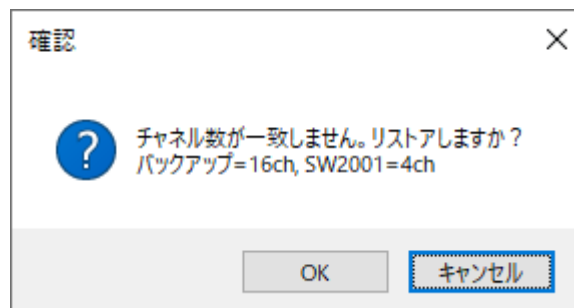 確認
チャネル数が一致しません。リストアしますか？
バックアップ=16ch, SW2001=4ch
OK
キャンセル